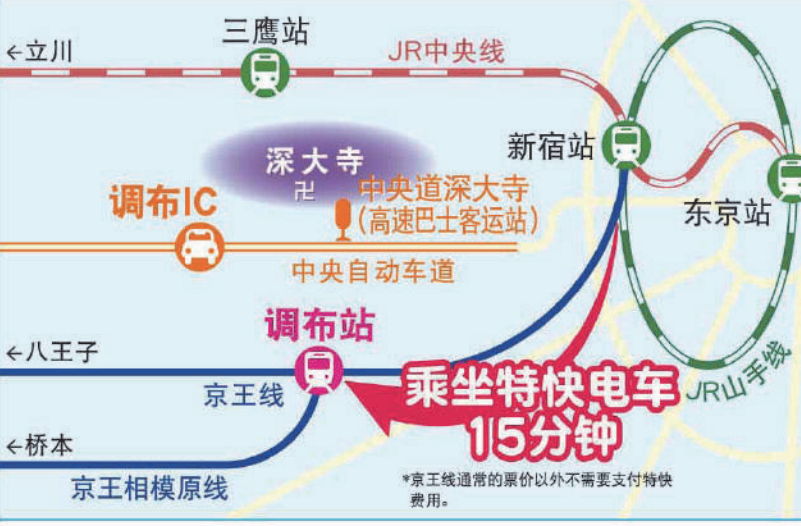 三鹰站
←立川
JR中央线
新宿站
深大寺
卍
中央道深大寺
(高速巴士客运站)
调布IC
东京站
中央自动车道
调布站
←八王子
京王线
乘坐特快电车
15分钟
JR山手线
←桥本
京王相模原线
*京王线通常的票价以外不需要支付特快
费用。